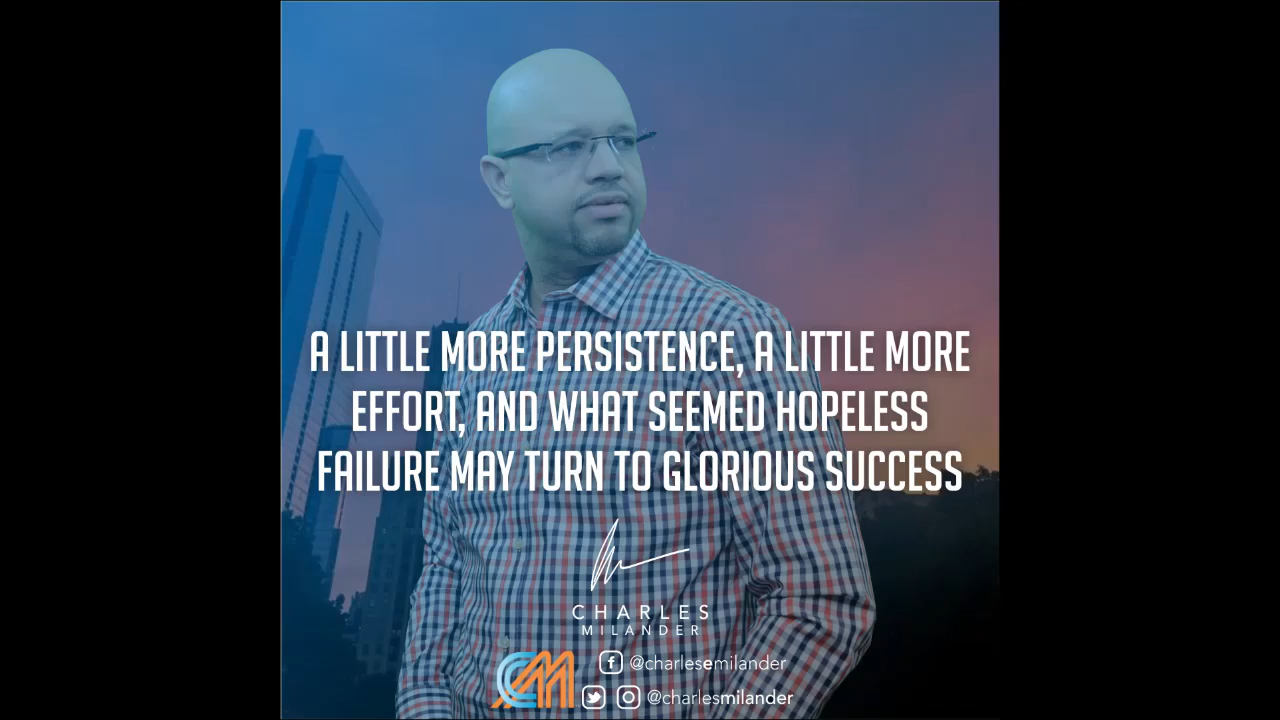 A LITTLE MORE PERSISTENCE, A LITTLE MORE
EFFORT, AND WHAT SEEMED HOPELESS
FAILURE MAY TURN TO GLORIOUS SUCCESS
CHARLES
MILANDER
@charlesemilander
@charlesmilander